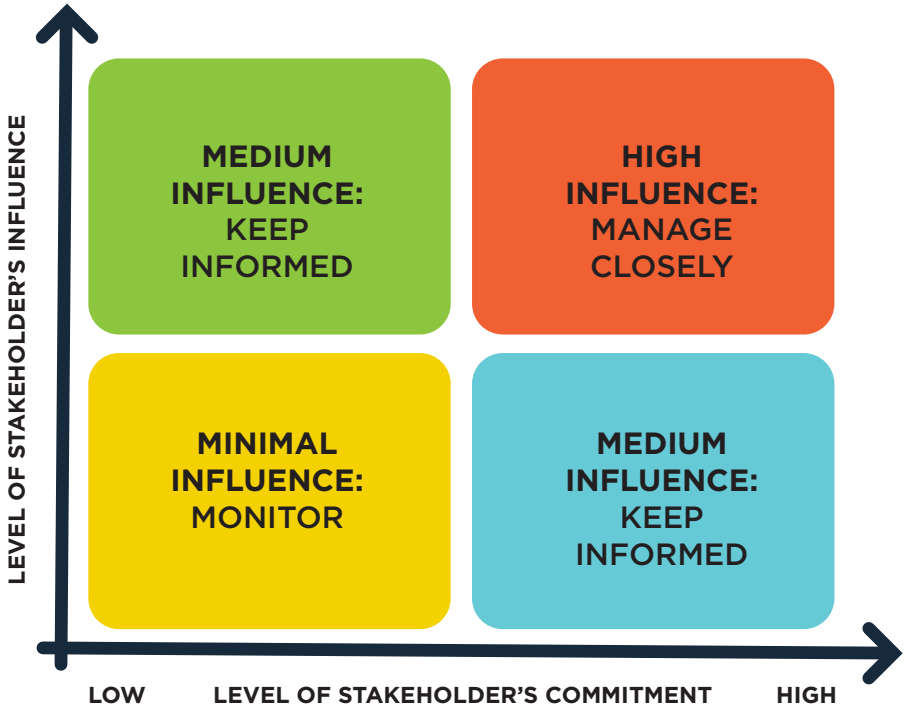 LEVEL OF STAKEHOLDER'S INFLUENCE
MEDIUM
INFLUENCE:
KEEP
INFORMED
HIGH
INFLUENCE:
MANAGE
CLOSELY
MINIMAL
INFLUENCE:
MONITOR
MEDIUM
INFLUENCE:
KEEP
INFORMED
LOW LEVEL OF STAKEHOLDER'S COMMITMENT HIGH